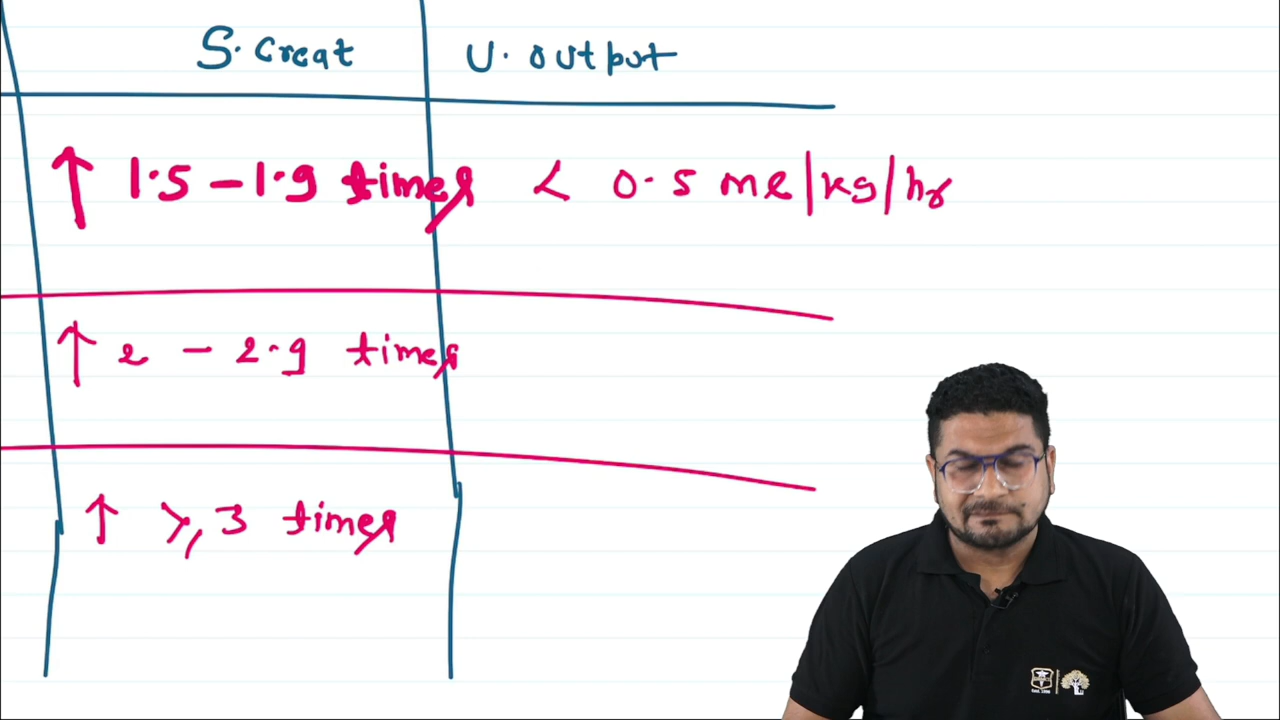 S. Creat U. output
↑ 1.5 - 1.9 times < 0.5 ml/kg/hr
↑ 2 - 2.9 times
↑ ≥ 3 times